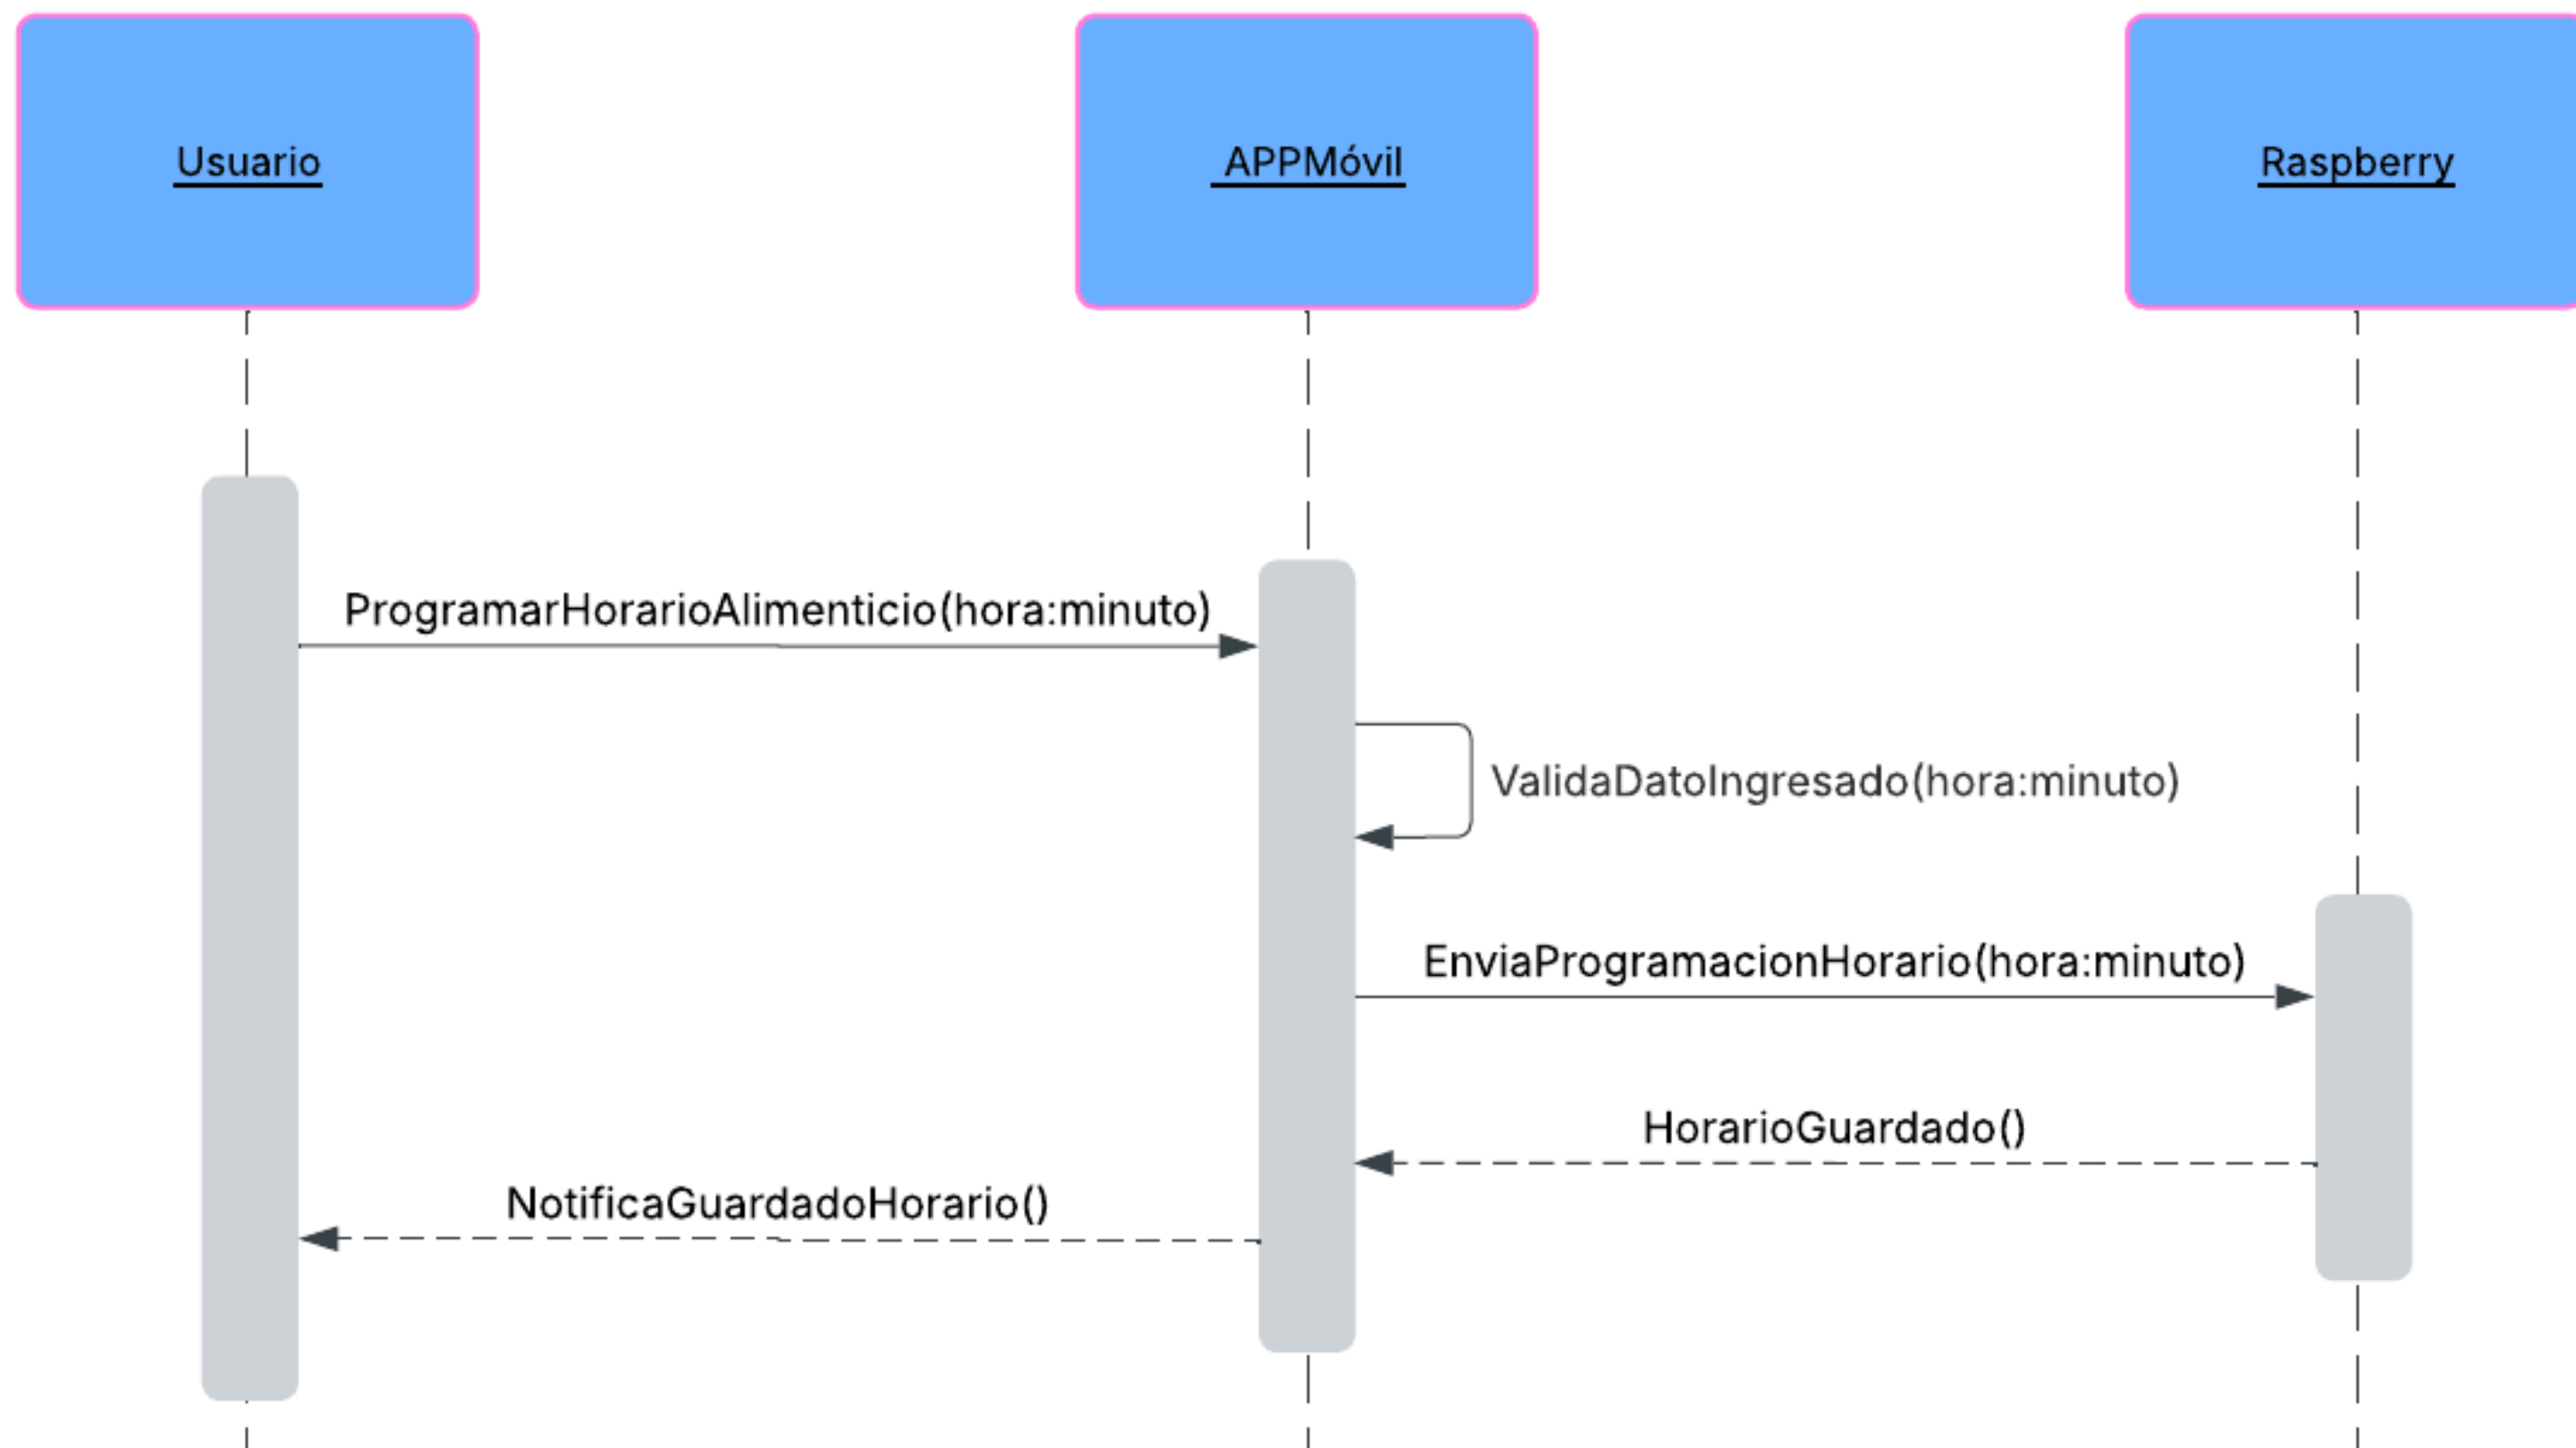 Usuario
APPMóvil
Raspberry
ProgramarHorarioAlimenticio(hora:minuto)
ValidaDatoIngresado(hora:minuto)
EnviaProgramacionHorario(hora:minuto)
HorarioGuardado()
NotificaGuardadoHorario()